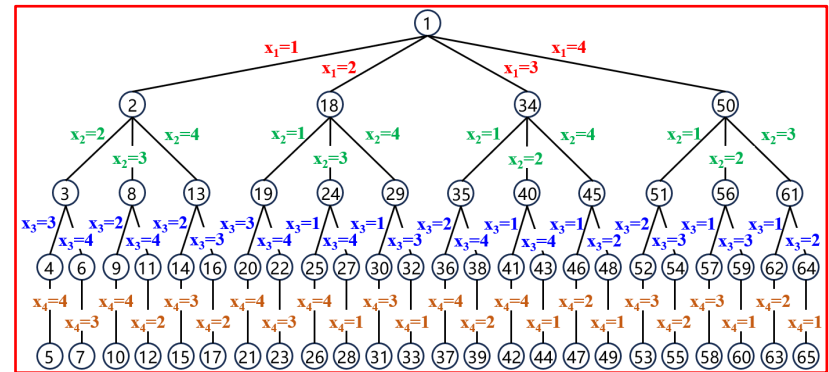 1
x1=1 x1=2 x1=3 x1=4
2 18 34 50
x2=2 x2=3 x2=4 x2=1 x2=3 x2=4 x2=1 x2=2 x2=4 x2=1 x2=2 x2=3
3 8 13 19 24 29 35 40 45 51 56 61
x3=3 x3=4 x3=2 x3=4 x3=2 x3=3 x3=3 x3=4 x3=1 x3=4 x3=1 x3=3 x3=2 x3=4 x3=1 x3=4 x3=1 x3=2 x3=2 x3=3 x3=1 x3=3 x3=1 x3=2
4 6 9 11 14 16 20 22 25 27 30 32 36 38 41 43 46 48 52 54 57 59 62 64
x4=4 x4=3 x4=4 x4=2 x4=3 x4=2 x4=4 x4=3 x4=4 x4=1 x4=3 x4=1 x4=4 x4=2 x4=4 x4=1 x4=2 x4=1 x4=3 x4=2 x4=3 x4=1 x4=2 x4=1
5 7 10 12 15 17 21 23 26 28 31 33 37 39 42 44 47 49 53 55 58 60 63 65